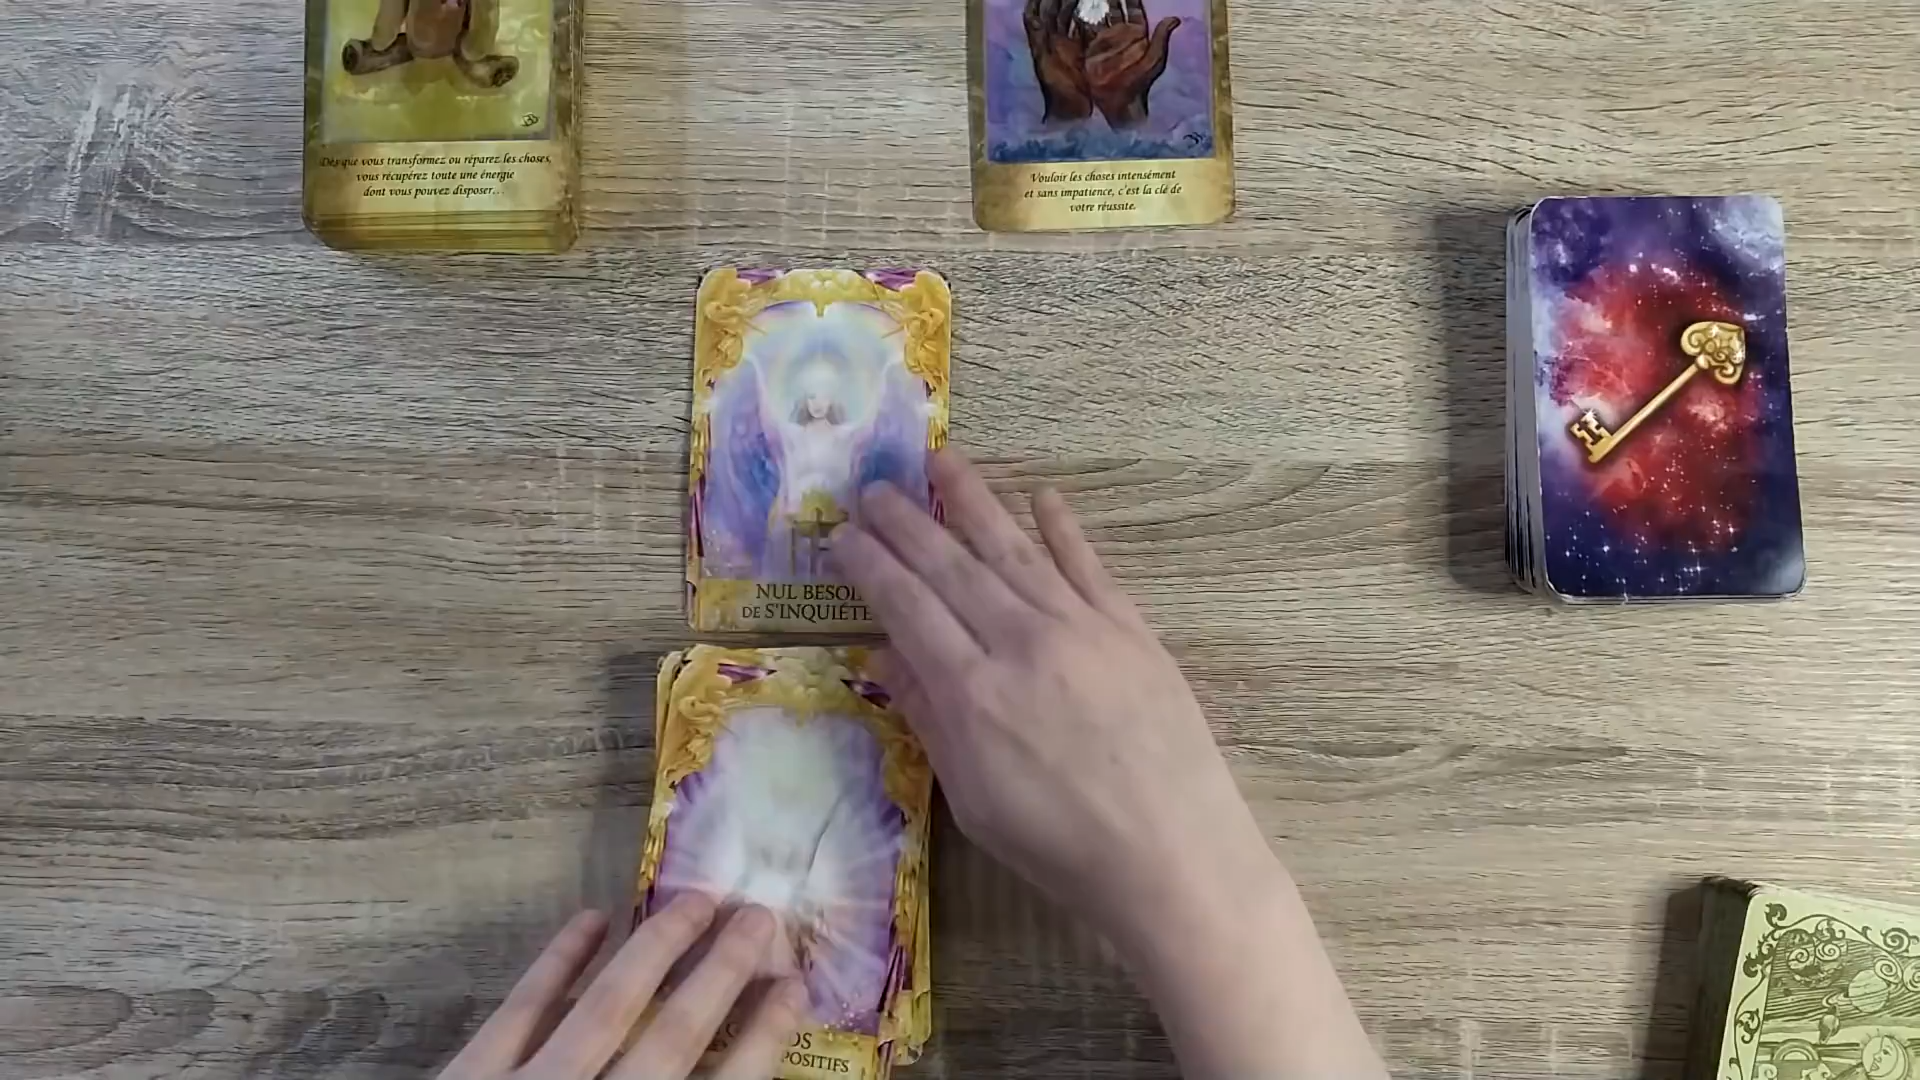 Dès que vous transformez ou réparez les choses,
vous récupérez toute une énergie
dont vous pouvez disposer...
Vouloir les choses intensément
et sans impatience, c'est la clé de
votre réussite.
NUL BESOI
DE S'INQUIÉTE
OS
POSITIFS